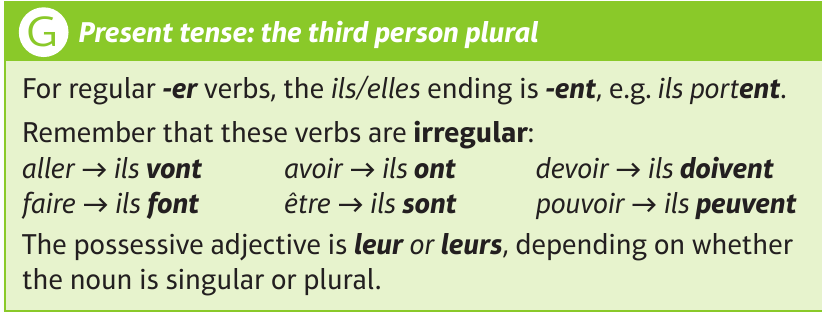 G Present tense: the third person plural
For regular -er verbs, the ils/elles ending is -ent, e.g. ils portent.
Remember that these verbs are irregular:
aller → ils vont avoir → ils ont devoir → ils doivent
faire → ils font être → ils sont pouvoir → ils peuvent
The possessive adjective is leur or leurs, depending on whether
the noun is singular or plural.